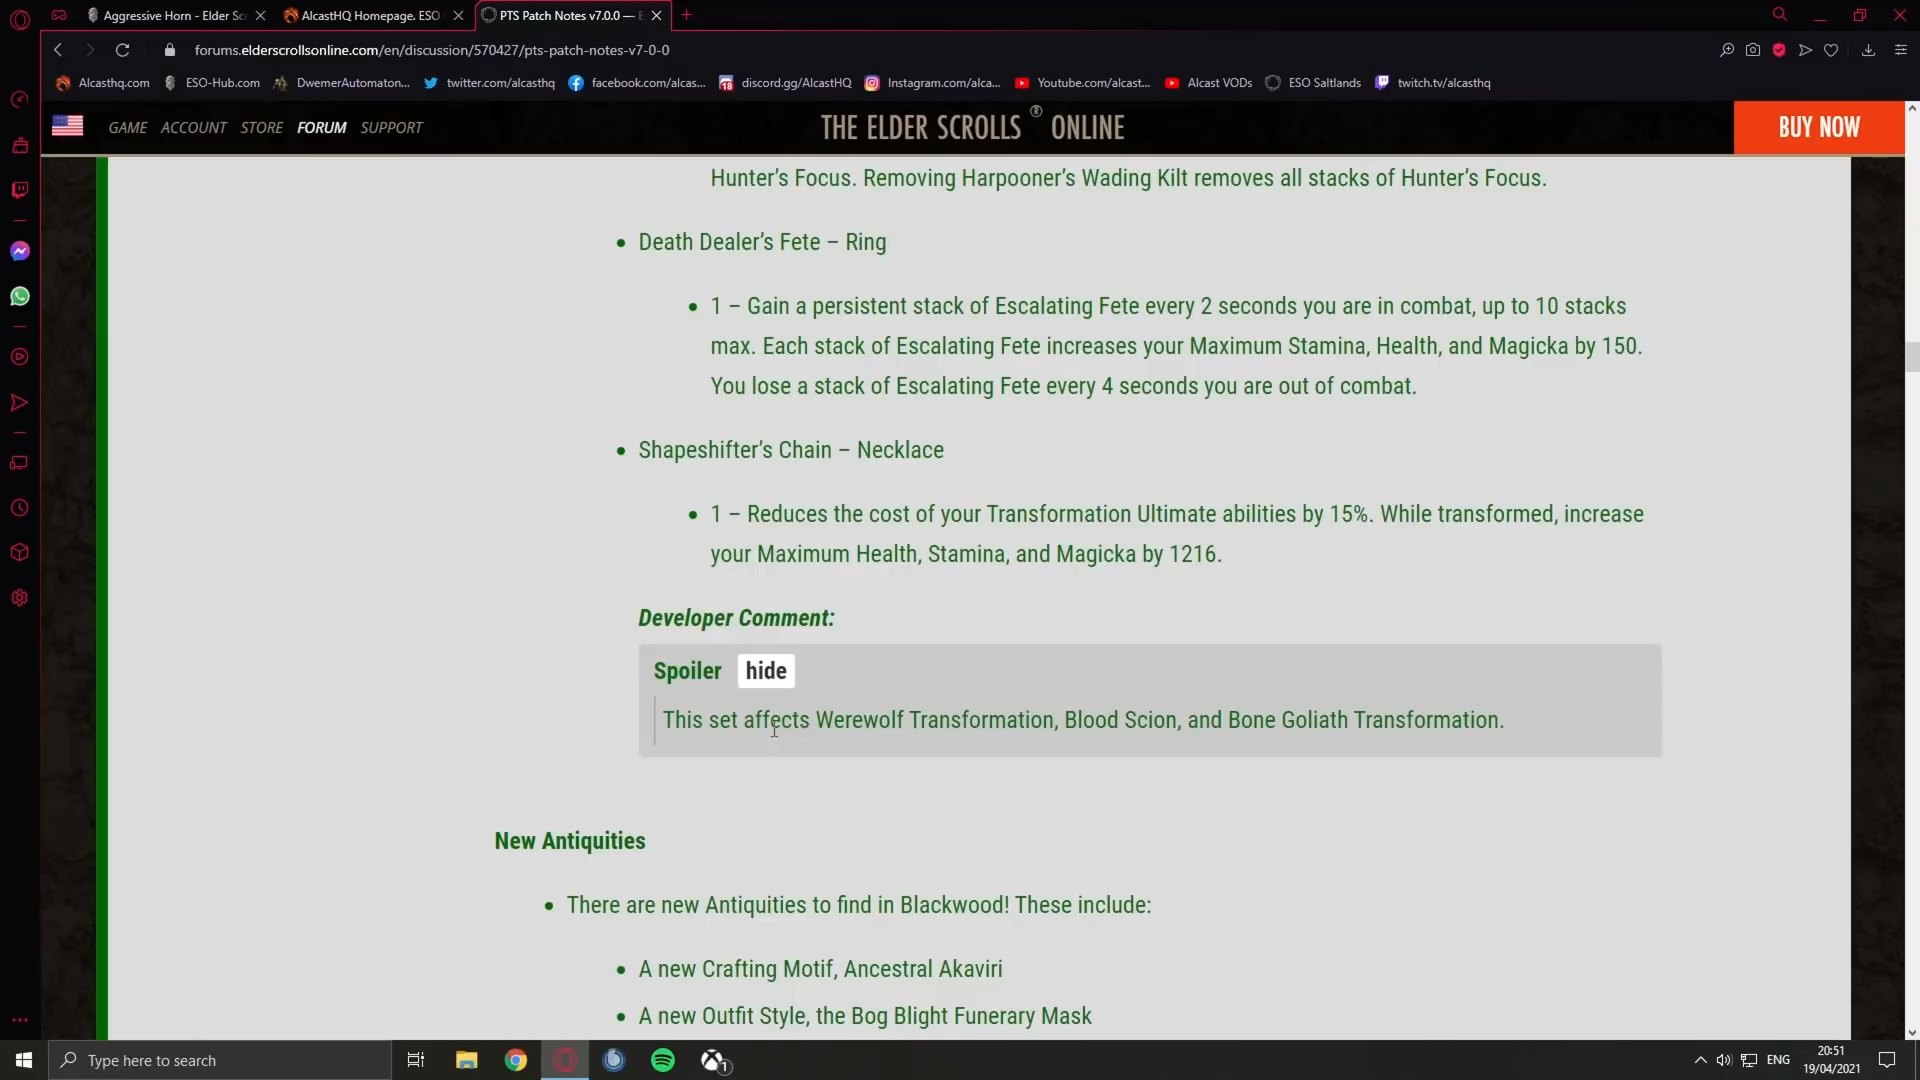 Aggressive Horn - Elder Sc
AlcastHQ Homepage. ESO
PTS Patch Notes v7.0.0 — E
forums.elderscrollsonline.com/en/discussion/570427/pts-patch-notes-v7-0-0
Alcasthq.com
ESO-Hub.com
DwemerAutomaton...
twitter.com/alcasthq
facebook.com/alcas...
18
discord.gg/AlcastHQ
Instagram.com/alca...
Youtube.com/alcast...
Alcast VODs
ESO Saltlands
twitch.tv/alcasthq
GAME ACCOUNT STORE FORUM SUPPORT
THE ELDER SCROLLS ® ONLINE
BUY NOW
Hunter's Focus. Removing Harpooner's Wading Kilt removes all stacks of Hunter's Focus.
• Death Dealer's Fete – Ring
• 1 – Gain a persistent stack of Escalating Fete every 2 seconds you are in combat, up to 10 stacks
max. Each stack of Escalating Fete increases your Maximum Stamina, Health, and Magicka by 150.
You lose a stack of Escalating Fete every 4 seconds you are out of combat.
• Shapeshifter's Chain – Necklace
• 1 – Reduces the cost of your Transformation Ultimate abilities by 15%. While transformed, increase
your Maximum Health, Stamina, and Magicka by 1216.
Developer Comment:
Spoiler hide
This set affects Werewolf Transformation, Blood Scion, and Bone Goliath Transformation.
New Antiquities
• There are new Antiquities to find in Blackwood! These include:
• A new Crafting Motif, Ancestral Akaviri
• A new Outfit Style, the Bog Blight Funerary Mask
Type here to search
1
ENG
20:51
19/04/2021